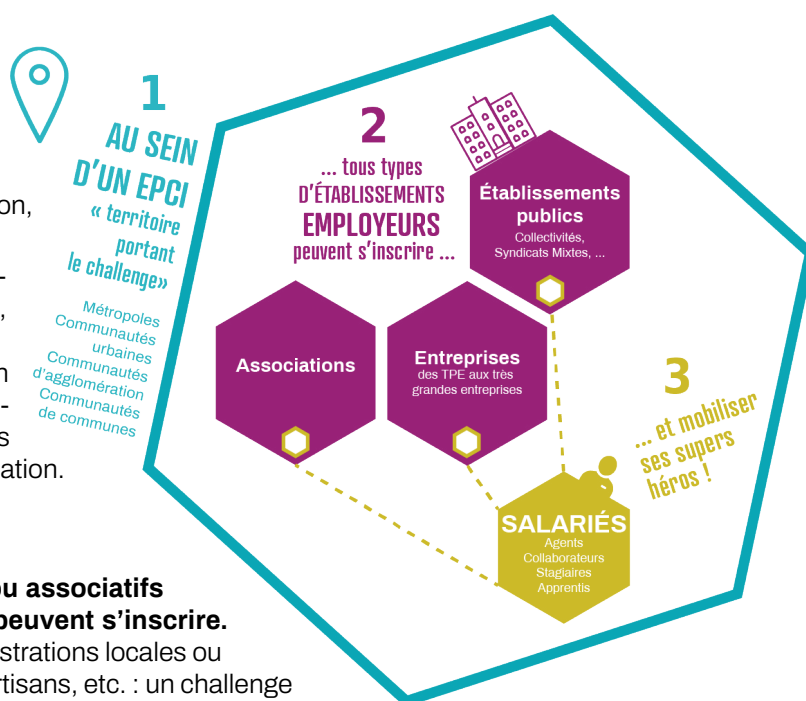 1
AU SEIN
D'UN EPCI
« territoire
portant
le challenge»
Métropoles
Communautés
urbaines
Communautés
d'agglomération
Communautés
de communes
2
... tous types
D'ÉTABLISSEMENTS
EMPLOYEURS
peuvent s'inscrire ...
Établissements
publics
Collectivités,
Syndicats Mixtes, ...
Associations
Entreprises
des TPE aux très
grandes entreprises
3
... et mobiliser
ses supers
héros !
SALARIÉS
Agents
Collaborateurs
Stagiaires
Apprentis
on,
-
,
n
-
s
ation.
ou associatifs
peuvent s'inscrire.
strations locales ou
rtisans, etc. : un challenge